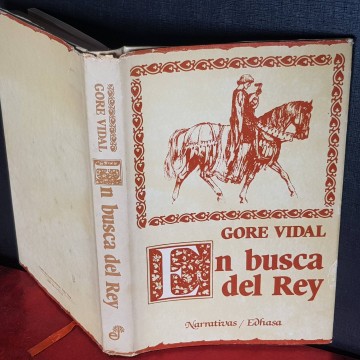 GORE VIDAL
En busca del Rey
GORE VIDAL
En busca
del Rey
Narrativas / Edhasa